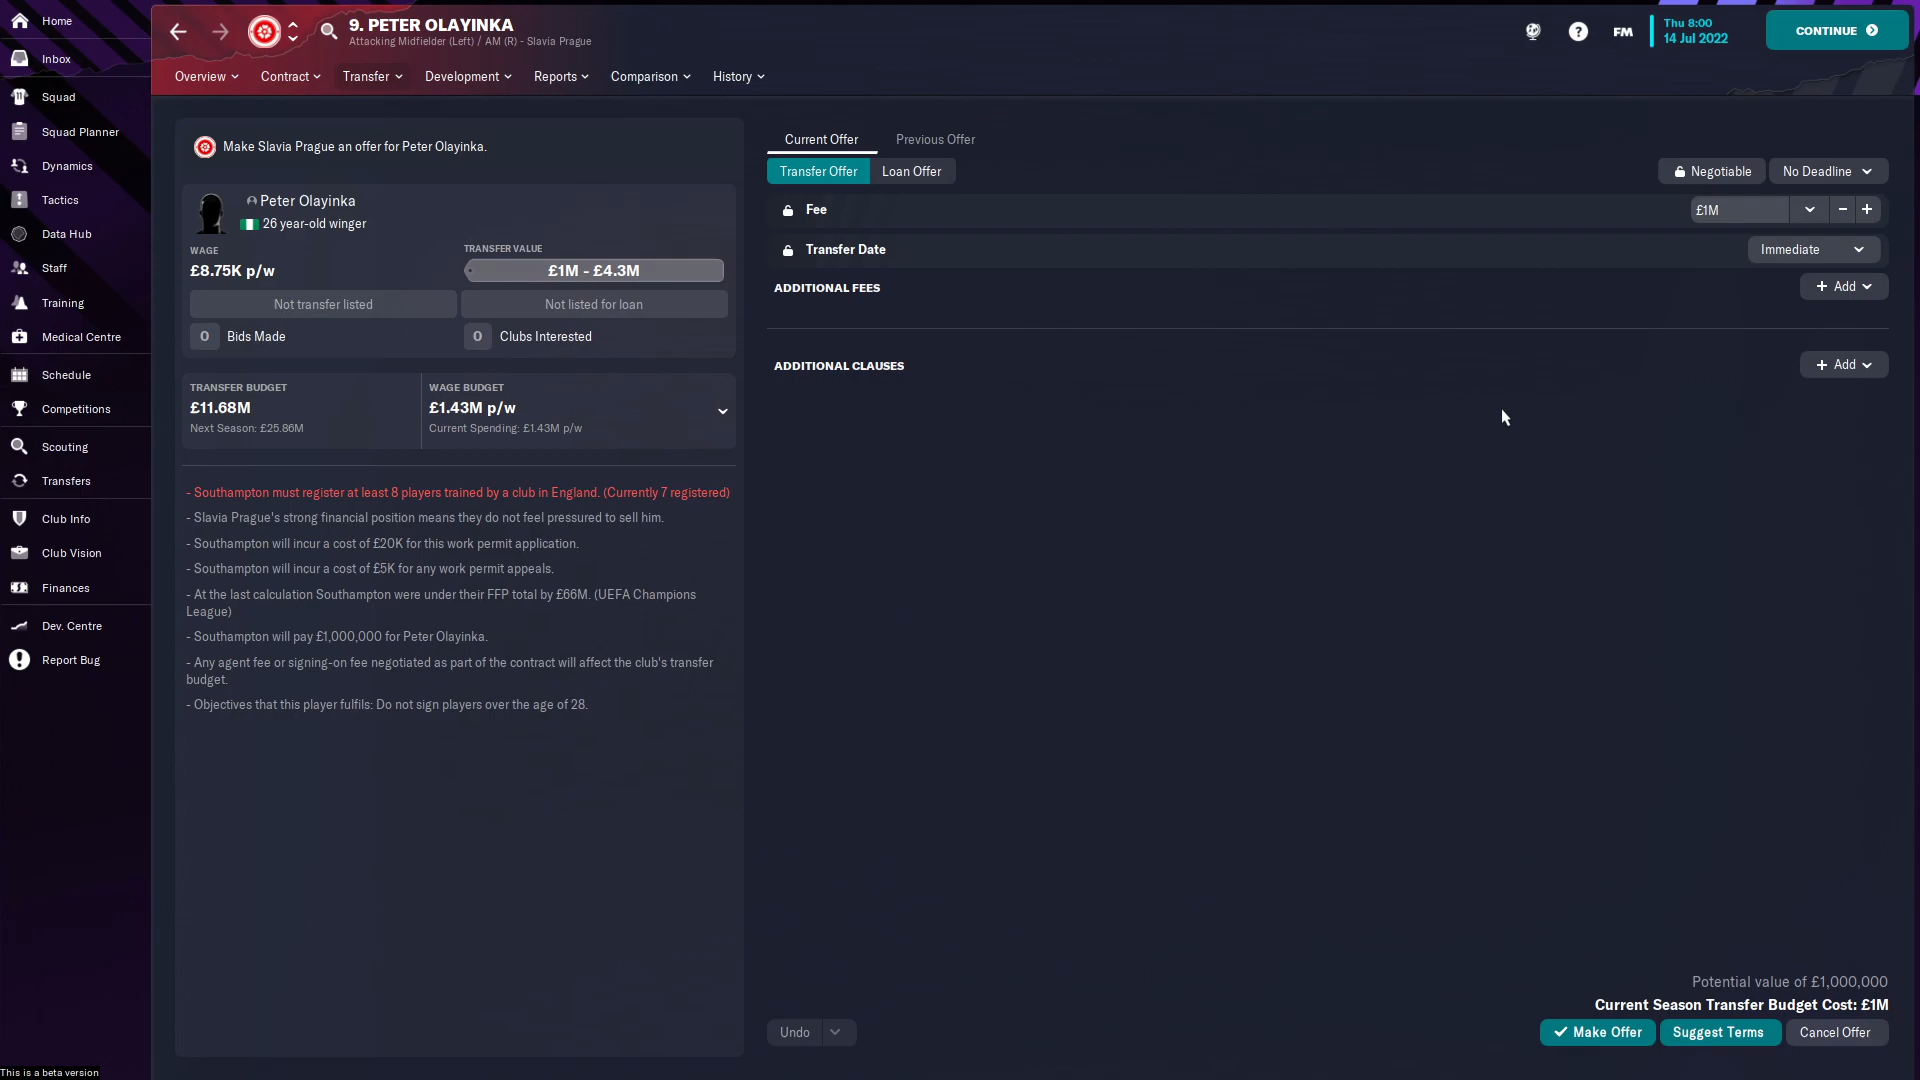 Home
Inbox
Squad
Squad Planner
Dynamics
Tactics
Data Hub
Staff
Training
Medical Centre
Schedule
Competitions
Scouting
Transfers
Club Info
Club Vision
Finances
Dev. Centre
Report Bug
This is a beta version
9. PETER OLAYINKA
Attacking Midfielder (Left) / AM (R) - Slavia Prague
FM
Thu 8:00
14 Jul 2022
CONTINUE
Overview
Contract
Transfer
Development
Reports
Comparison
History
Make Slavia Prague an offer for Peter Olayinka.
Peter Olayinka
26 year-old winger
WAGE
£8.75K p/w
TRANSFER VALUE
£1M - £4.3M
Not transfer listed
Not listed for loan
0 Bids Made
0 Clubs Interested
TRANSFER BUDGET
£11.68M
Next Season: £25.86M
WAGE BUDGET
£1.43M p/w
Current Spending: £1.43M p/w
- Southampton must register at least 8 players trained by a club in England. (Currently 7 registered)
- Slavia Prague's strong financial position means they do not feel pressured to sell him.
- Southampton will incur a cost of £20K for this work permit application.
- Southampton will incur a cost of £5K for any work permit appeals.
- At the last calculation Southampton were under their FFP total by £66M. (UEFA Champions
League)
- Southampton will pay £1,000,000 for Peter Olayinka.
- Any agent fee or signing-on fee negotiated as part of the contract will affect the club's transfer
budget.
- Objectives that this player fulfils: Do not sign players over the age of 28.
Current Offer
Previous Offer
Transfer Offer
Loan Offer
Negotiable
No Deadline
Fee
£1M
Transfer Date
Immediate
ADDITIONAL FEES
Add
ADDITIONAL CLAUSES
Add
Potential value of £1,000,000
Current Season Transfer Budget Cost: £1M
Undo
Make Offer
Suggest Terms
Cancel Offer